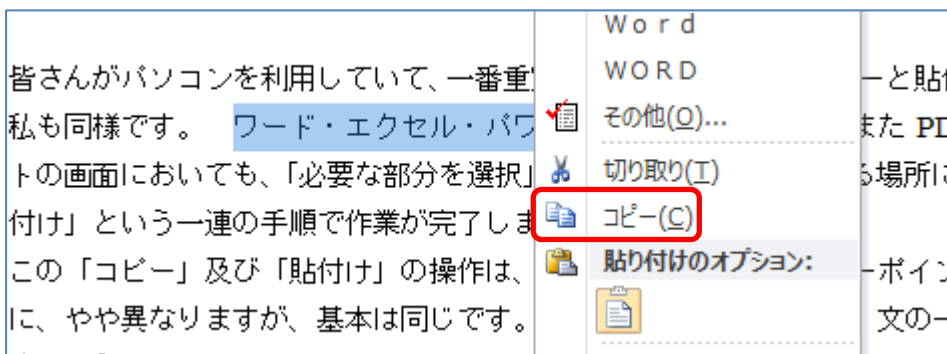 Word
皆さんがパソコンを利用していて、一番重
WORD
ーと貼
私も同様です。 ワード・エクセル・パワ
その他(O)...
また PD
トの画面においても、「必要な部分を選択」
切り取り(T)
る場所に
付け」という一連の手順で作業が完了しま
コピー(C)
この「コピー」及び「貼付け」の操作は、
貼り付けのオプション:
ーポイン
に、やや異なりますが、基本は同じです。
文の一